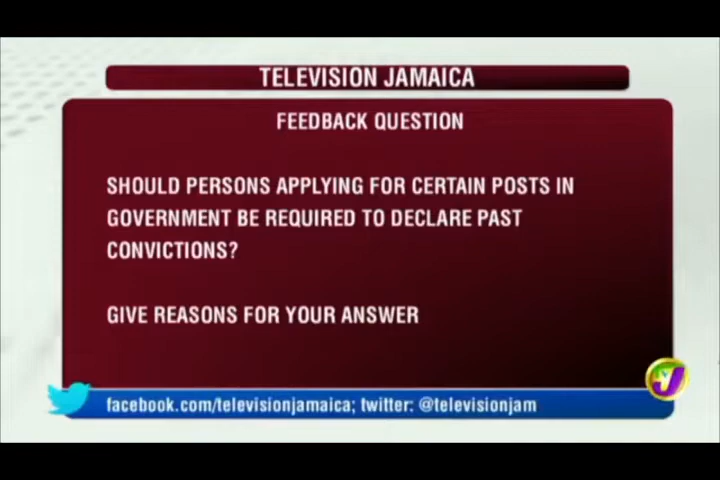 TELEVISION JAMAICA
FEEDBACK QUESTION
SHOULD PERSONS APPLYING FOR CERTAIN POSTS IN
GOVERNMENT BE REQUIRED TO DECLARE PAST
CONVICTIONS?
GIVE REASONS FOR YOUR ANSWER
facebook.com/televisionjamaica; twitter: @televisionjam